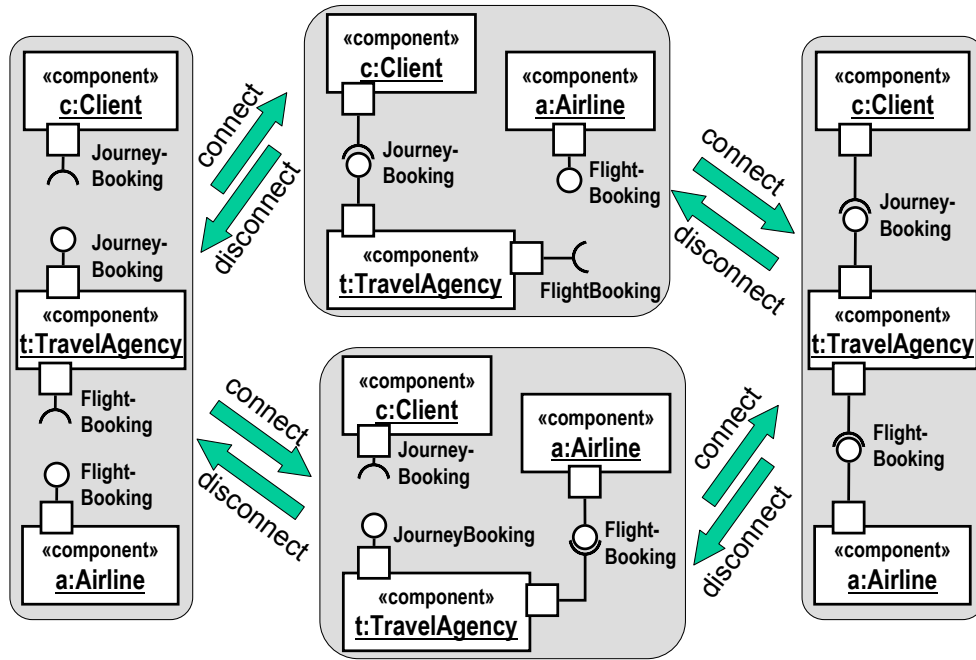 «component»
c:Client
Journey-
Booking
Journey-
Booking
«component»
t:TravelAgency
Flight-
Booking
Flight-
Booking
«component»
a:Airline
connect
disconnect
connect
disconnect
«component»
c:Client
«component»
a:Airline
Journey-
Booking
Flight-
Booking
«component»
t:TravelAgency
FlightBooking
«component»
c:Client
«component»
a:Airline
Journey-
Booking
JourneyBooking
Flight-
Booking
«component»
t:TravelAgency
connect
disconnect
connect
disconnect
«component»
c:Client
Journey-
Booking
«component»
t:TravelAgency
Flight-
Booking
«component»
a:Airline